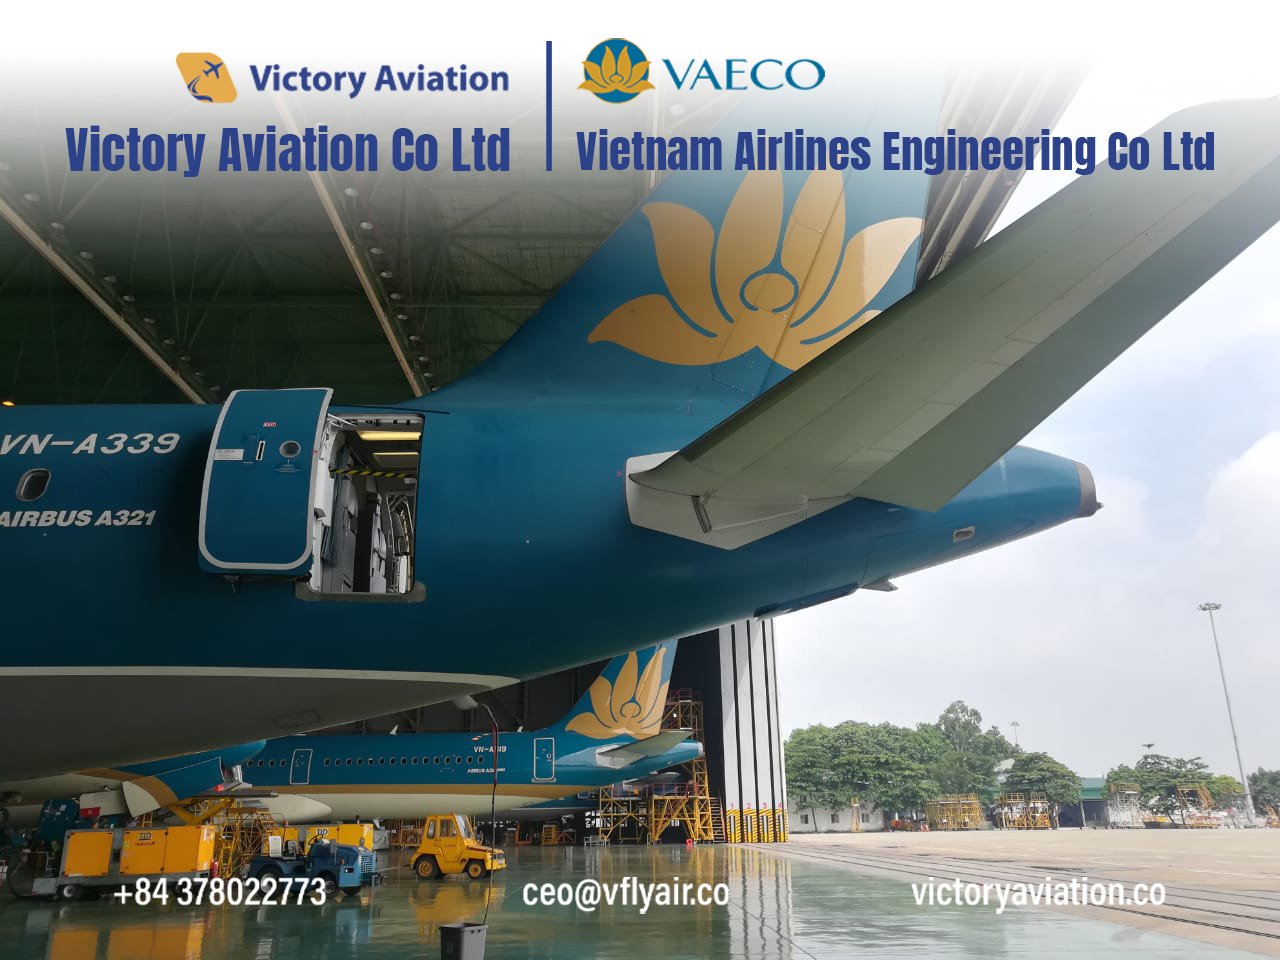 Victory Aviation
VAECO
Victory Aviation Co Ltd
Vietnam Airlines Engineering Co Ltd
VN-A339
AIRBUS A321
+84 378022773
ceo@vflyair.co
victoryaviation.co